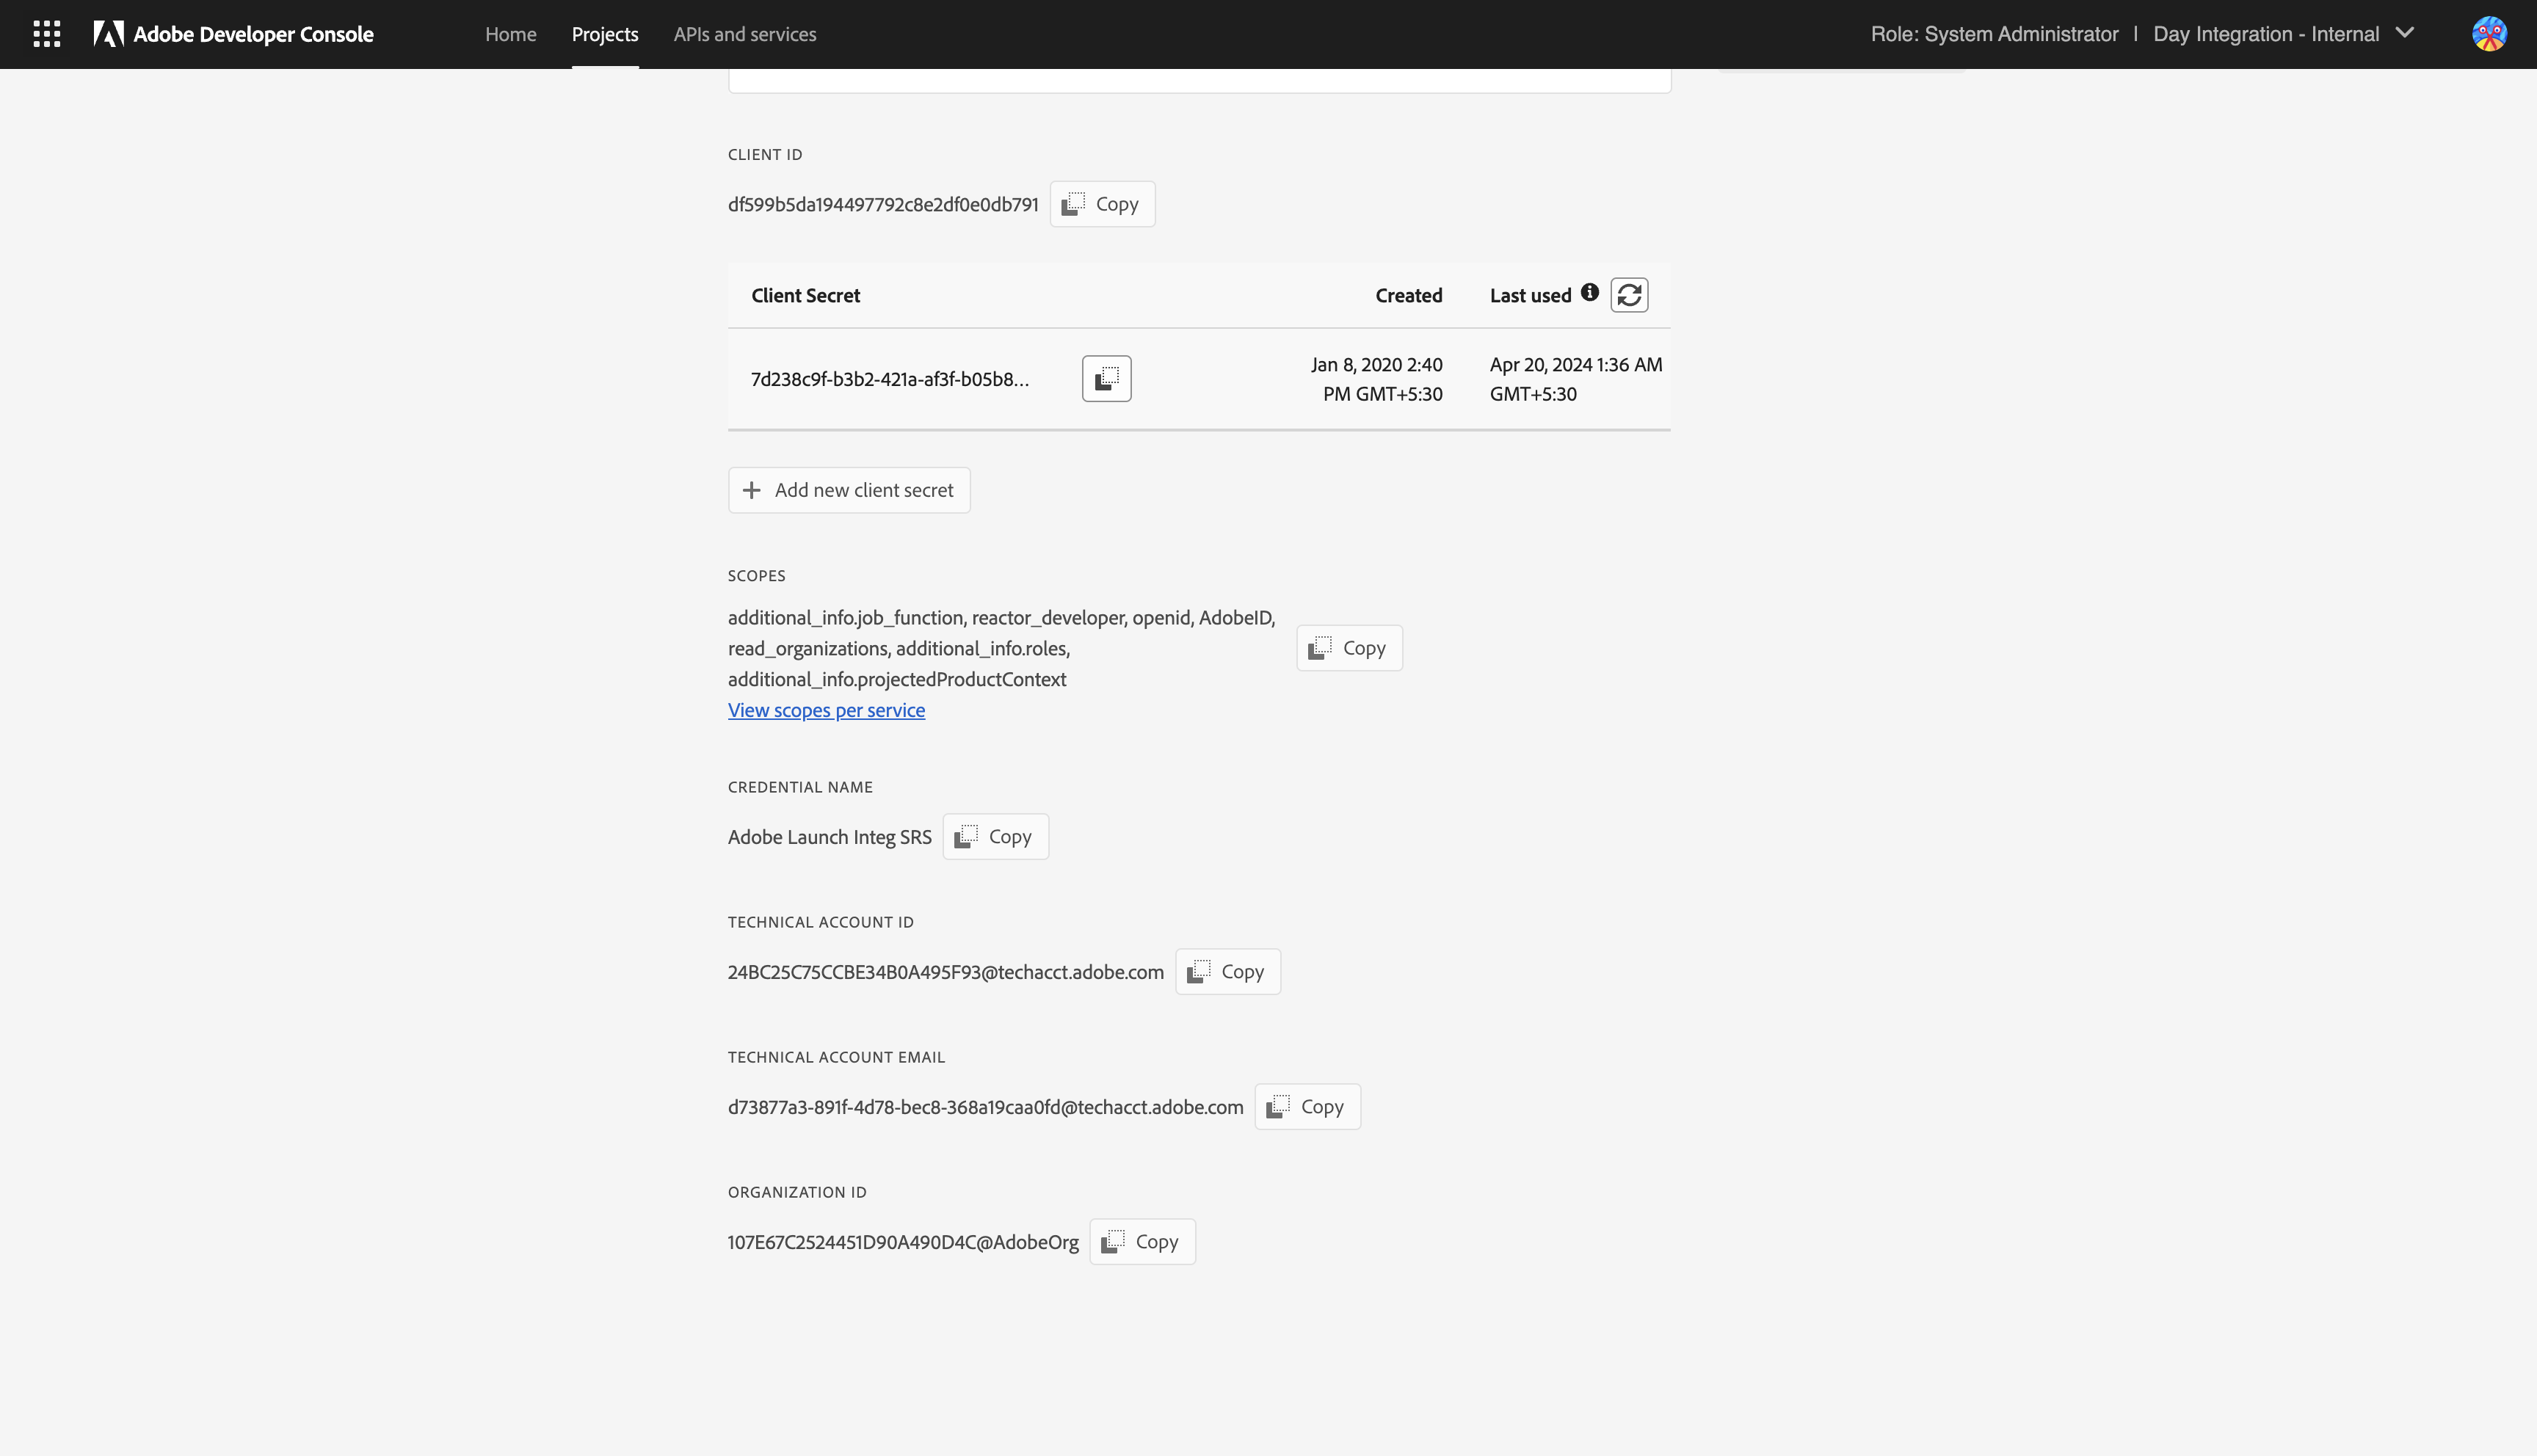 Adobe Developer Console
Home
Projects
APIs and services
Role: System Administrator | Day Integration - Internal
CLIENT ID
df599b5da194497792c8e2df0e0db791
Copy
Client Secret
Created
Last used
7d238c9f-b3b2-421a-af3f-b05b8...
Jan 8, 2020 2:40
PM GMT+5:30
Apr 20, 2024 1:36 AM
GMT+5:30
Add new client secret
SCOPES
additional_info.job_function, reactor_developer, openid, AdobeID,
read_organizations, additional_info.roles,
additional_info.projectedProductContext
Copy
View scopes per service
CREDENTIAL NAME
Adobe Launch Integ SRS
Copy
TECHNICAL ACCOUNT ID
24BC25C75CCBE34B0A495F93@techacct.adobe.com
Copy
TECHNICAL ACCOUNT EMAIL
d73877a3-891f-4d78-bec8-368a19caa0fd@techacct.adobe.com
Copy
ORGANIZATION ID
107E67C2524451D90A490D4C@AdobeOrg
Copy